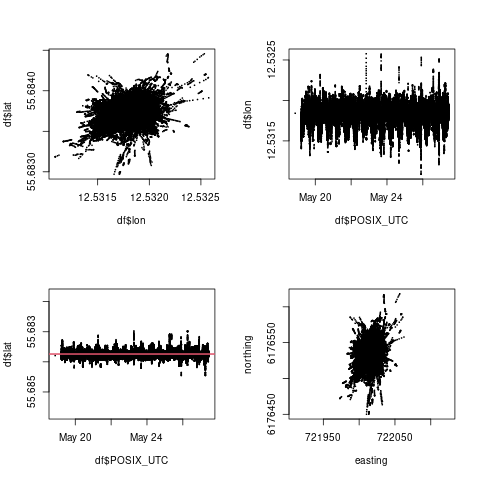 df$lat
55.6830 55.6840
12.5315 12.5320 12.5325
df$lon
df$lon
12.5315 12.5325
May 20 May 24
df$POSIX_UTC
df$lat
55.685 55.683
May 20 May 24
df$POSIX_UTC
northing
6176450 6176550
721950 722050
easting